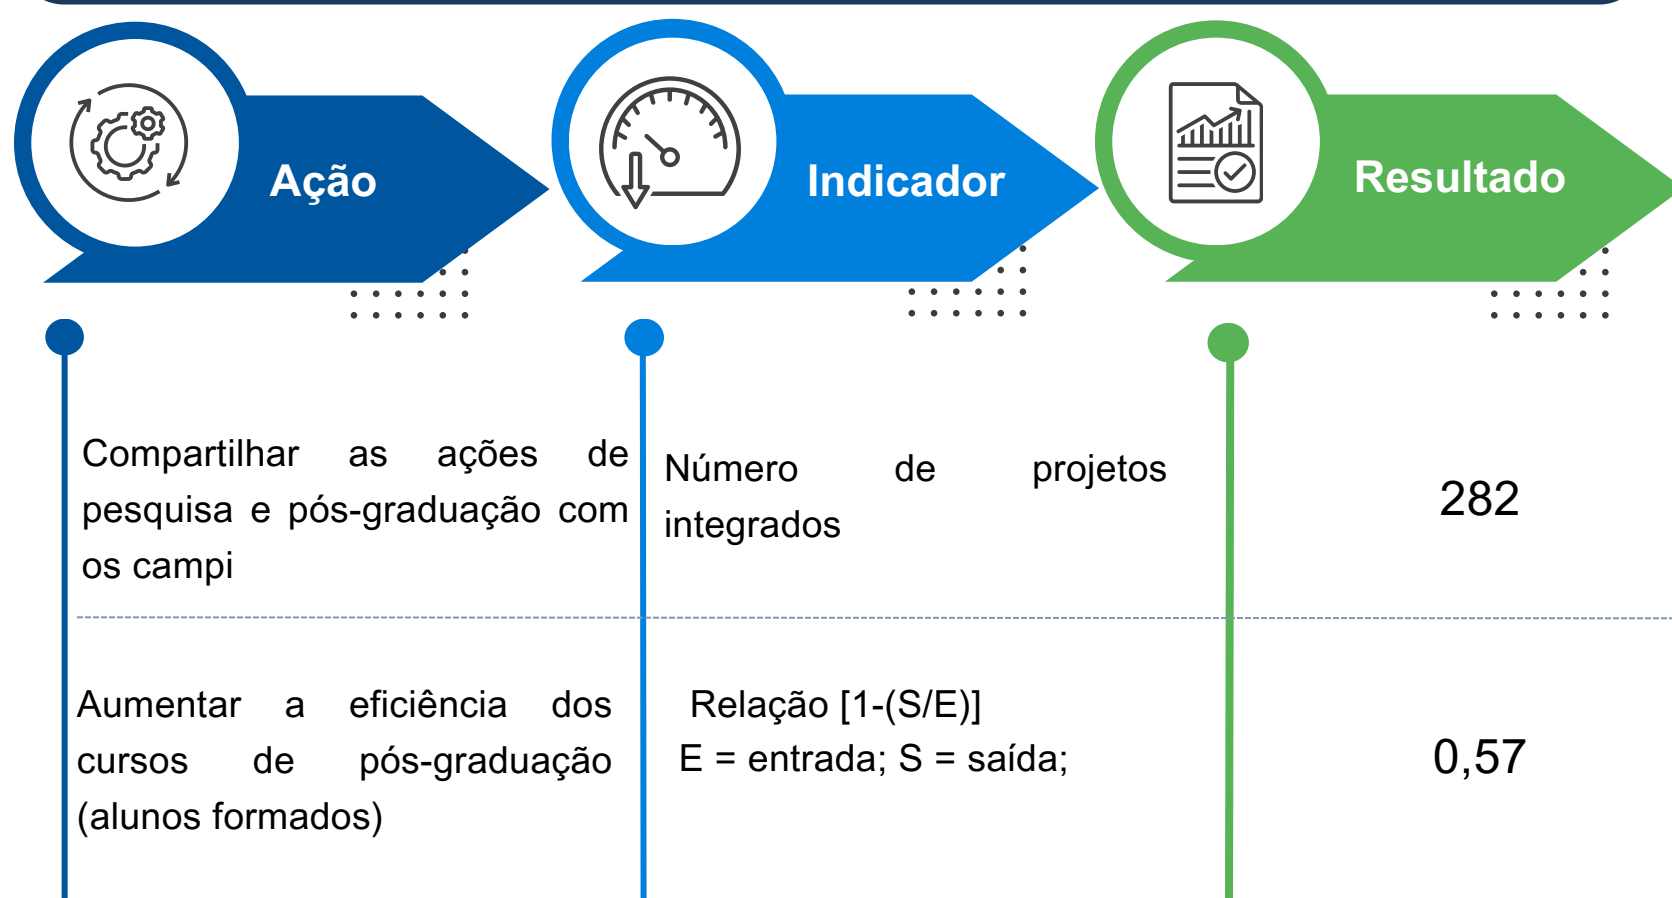 Ação
Indicador
Resultado
Compartilhar as ações de
pesquisa e pós-graduação com
os campi
Número de projetos
integrados
282
Aumentar a eficiência dos
cursos de pós-graduação
(alunos formados)
Relação [1-(S/E)]
E = entrada; S = saída;
0,57